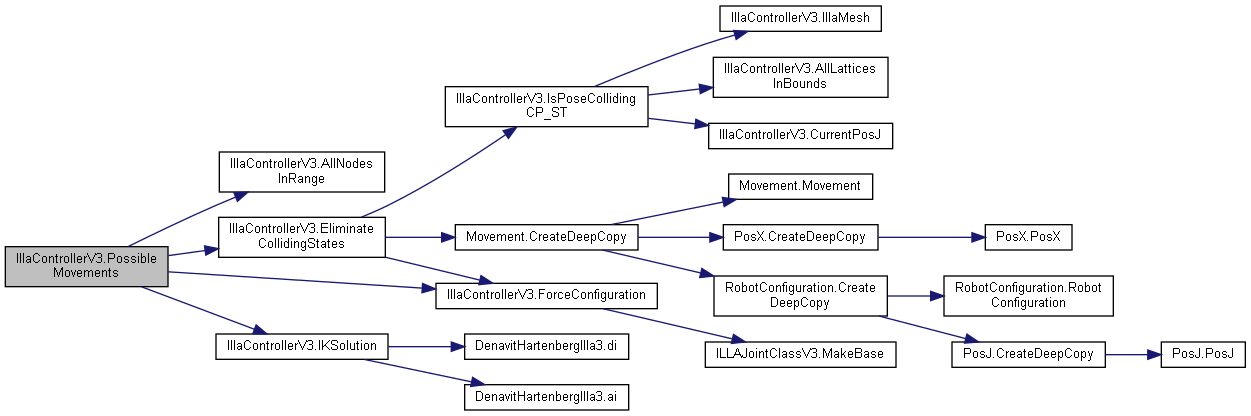 IllaControllerV3.IllaMesh
IllaControllerV3.AllLattices
InBounds
IllaControllerV3.IsPoseColliding
CP_ST
IllaControllerV3.CurrentPosJ
IllaControllerV3.AllNodes
InRange
Movement.Movement
IllaControllerV3.Eliminate
CollidingStates
Movement.CreateDeepCopy
PosX.CreateDeepCopy
PosX.PosX
IllaControllerV3.Possible
Movements
IllaControllerV3.ForceConfiguration
RobotConfiguration.Create
DeepCopy
RobotConfiguration.Robot
Configuration
IllaControllerV3.IKSolution
DenavitHartenbergIlla3.di
ILLAJointClassV3.MakeBase
PosJ.CreateDeepCopy
PosJ.PosJ
DenavitHartenbergIlla3.ai